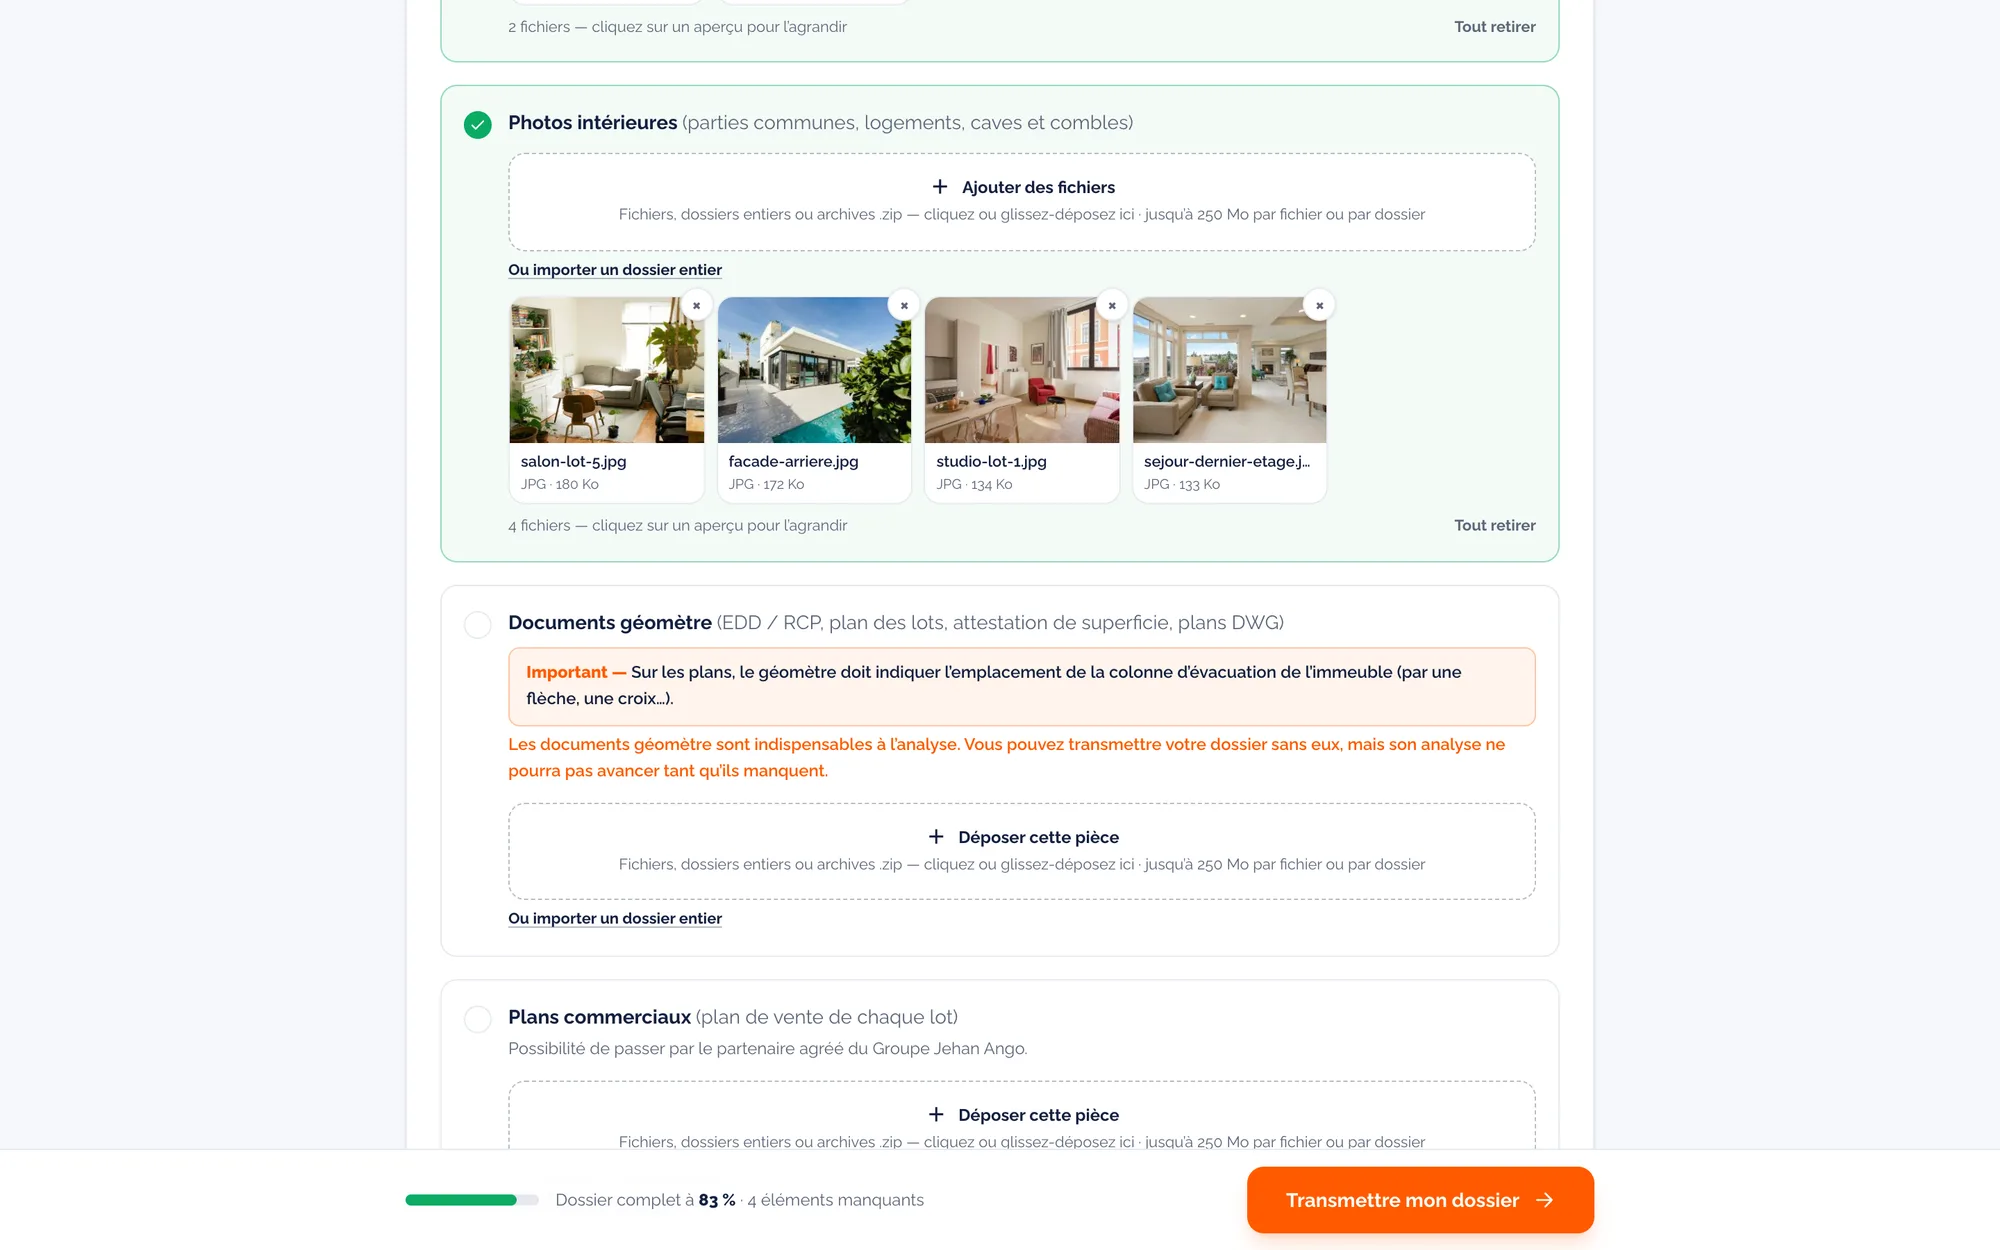 2 fichiers — cliquez sur un aperçu pour l'agrandir
Tout retirer
Photos intérieures (parties communes, logements, caves et combles)
+ Ajouter des fichiers
Fichiers, dossiers entiers ou archives .zip — cliquez ou glissez-déposez ici · jusqu'à 250 Mo par fichier ou par dossier
Ou importer un dossier entier
salon-lot-5.jpg
JPG · 180 Ko
facade-arriere.jpg
JPG · 172 Ko
studio-lot-1.jpg
JPG · 134 Ko
sejour-dernier-etage.j…
JPG · 133 Ko
4 fichiers — cliquez sur un aperçu pour l'agrandir
Tout retirer
Documents géomètre (EDD / RCP, plan des lots, attestation de superficie, plans DWG)
Important — Sur les plans, le géomètre doit indiquer l'emplacement de la colonne d'évacuation de l'immeuble (par une
flèche, une croix…).
Les documents géomètre sont indispensables à l'analyse. Vous pouvez transmettre votre dossier sans eux, mais son analyse ne
pourra pas avancer tant qu'ils manquent.
+ Déposer cette pièce
Fichiers, dossiers entiers ou archives .zip — cliquez ou glissez-déposez ici · jusqu'à 250 Mo par fichier ou par dossier
Ou importer un dossier entier
Plans commerciaux (plan de vente de chaque lot)
Possibilité de passer par le partenaire agréé du Groupe Jehan Ango.
+ Déposer cette pièce
Fichiers, dossiers entiers ou archives .zip — cliquez ou glissez-déposez ici · jusqu'à 250 Mo par fichier ou par dossier
Dossier complet à 83 % · 4 éléments manquants
Transmettre mon dossier →